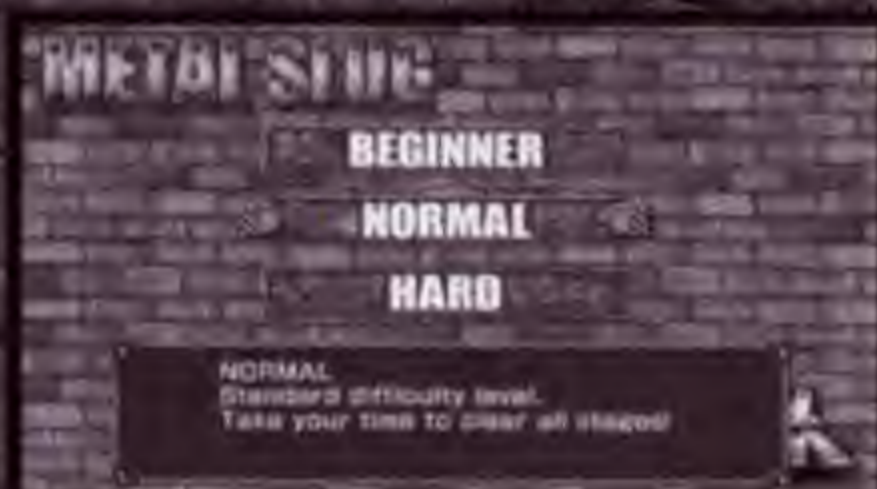 METAL SLUG
BEGINNER
NORMAL
HARD
NORMAL
Standard difficulty level.
Take your time to clear all stages!